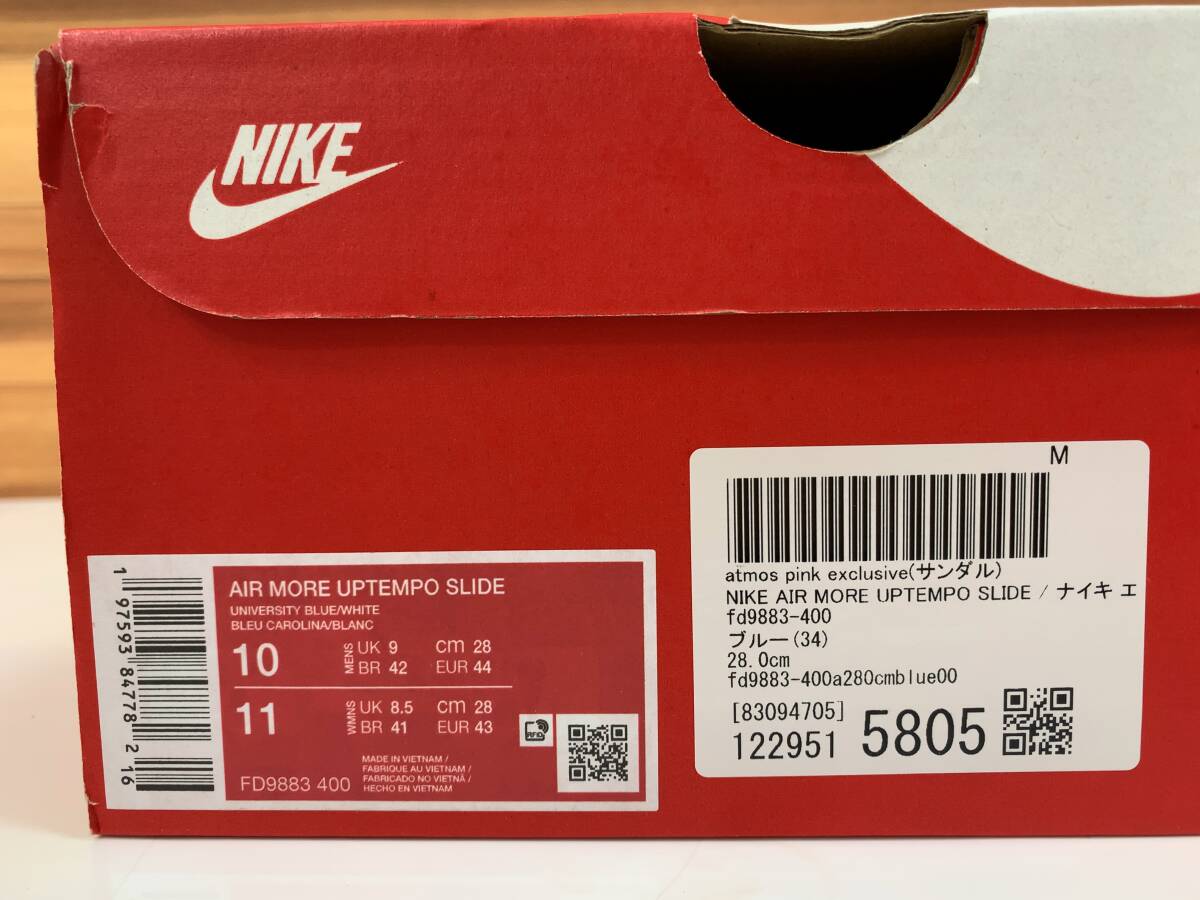 NIKE
AIR MORE UPTEMPO SLIDE
UNIVERSITY BLUE/WHITE
BLEU CAROLINA/BLANC
10 MENS UK 9 cm 28
BR 42 EUR 44
11 WMNS UK 8.5 cm 28
BR 41 EUR 43
RFID
MADE IN VIETNAM /
FABRIQUE AU VIETNAM /
FABRICADO NO VIETNÃ /
HECHO EN VIETNAM
FD9883 400
1 97593 84778 2 16
M
atmos pink exclusive(サンダル)
NIKE AIR MORE UPTEMPO SLIDE / ナイキ エ
fd9883-400
ブルー(34)
28.0cm
fd9883-400a280cmblue00
[83094705]
122951 5805